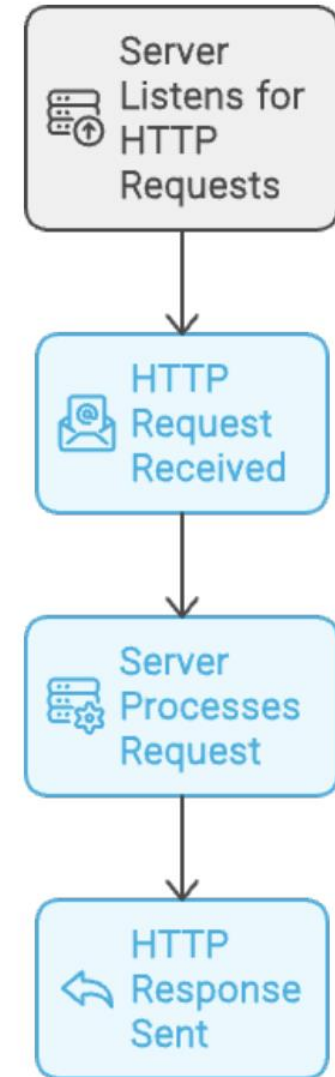 Server
Listens for
HTTP
Requests
HTTP
Request
Received
Server
Processes
Request
HTTP
Response
Sent